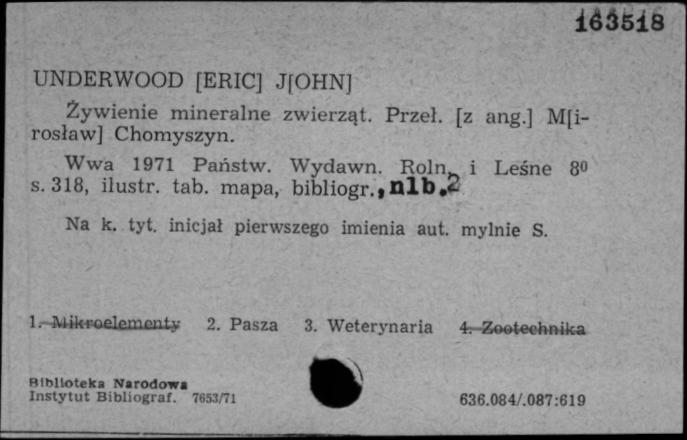 163518
UNDERWOOD [ERIC] J[OHN]
Żywienie mineralne zwierząt. Przeł. [z ang.] M[i-
rosław] Chomyszyn.
Wwa 1971 Państw. Wydawn. Roln. i Leśne 8⁰
s. 318, ilustr. tab. mapa, bibliogr., nlb. 2
Na k. tyt. inicjał pierwszego imienia aut. mylnie S.
1. Mikroelementy 2. Pasza 3. Weterynaria 4. Zootechnika
Biblioteka Narodowa
Instytut Bibliograf. 7653/71
636.084/.087:619